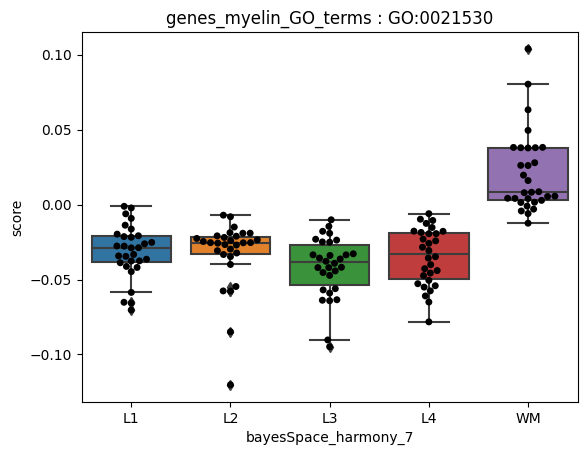 genes_myelin_GO_terms : GO:0021530
score
0.10
0.05
0.00
−0.05
−0.10
L1 L2 L3 L4 WM
bayesSpace_harmony_7